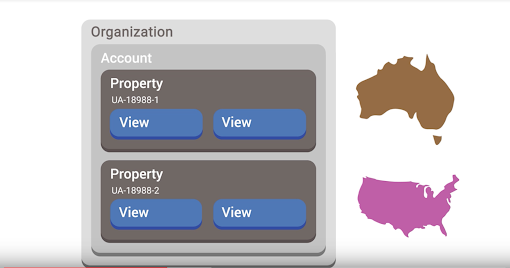 Organization
Account
Property
UA-18988-1
View View
Property
UA-18988-2
View View